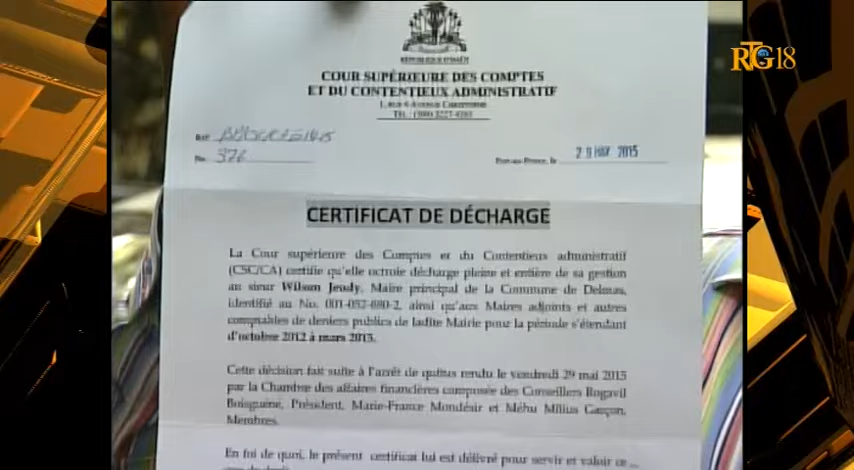 RTG18
RÉPUBLIQUE D'HAÏTI
COUR SUPÉRIEURE DES COMPTES
ET DU CONTENTIEUX ADMINISTRATIF
No. 376
Port-au-Prince, le 29 MAY 2015
CERTIFICAT DE DÉCHARGE
La Cour supérieure des Comptes et du Contentieux administratif
(CSC/CA) certifie qu'elle octroie décharge pleine et entière de sa gestion
au sieur Wilson Jeudy, Maire principal de la Commune de Delmas,
identifié au No. 001-052-680-2, ainsi qu'aux Maires adjoints et autres
comptables de deniers publics de ladite Mairie pour la période s'étendant
d'octobre 2012 à mars 2015.
Cette décision fait suite à l'arrêt de quitus rendu le vendredi 29 mai 2015
par la Chambre des affaires financières composée des Conseillers Rogavil
Boisguène, Président, Marie-France Mondésir et Méhu Milius Garçon,
Membres.
En foi de quoi, le présent certificat lui est délivré pour servir et valoir ce